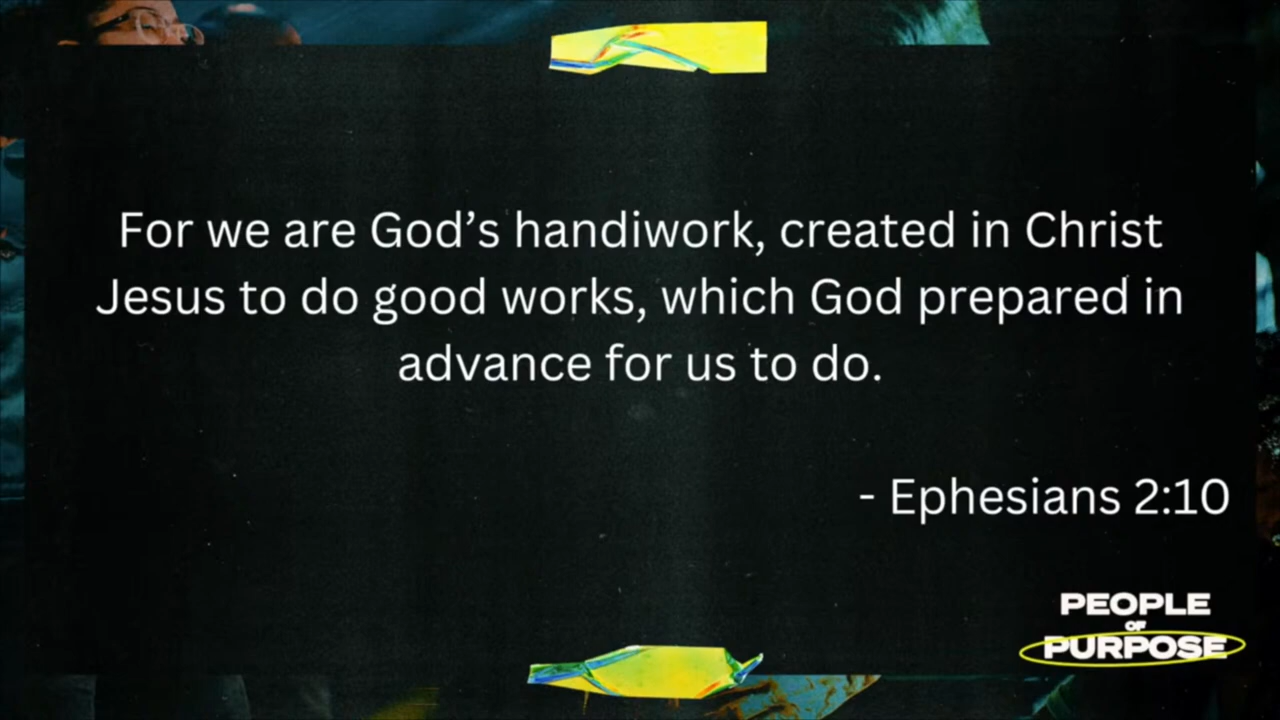 For we are God’s handiwork, created in Christ
Jesus to do good works, which God prepared in
advance for us to do.
- Ephesians 2:10
PEOPLE
OF
PURPOSE